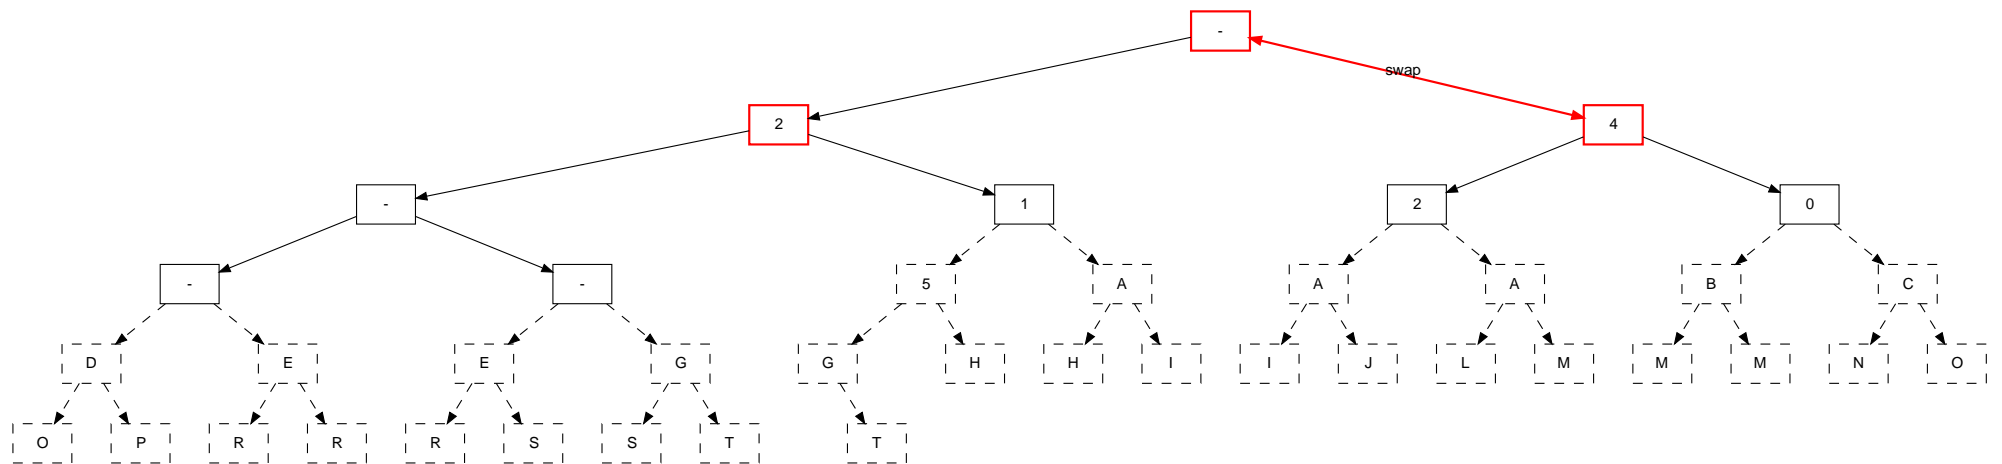 -
swap
2 4
- 1 2 0
- - 5 A A A B C
D E E G G H H I I J L M M M N O
O P R R R S S T T